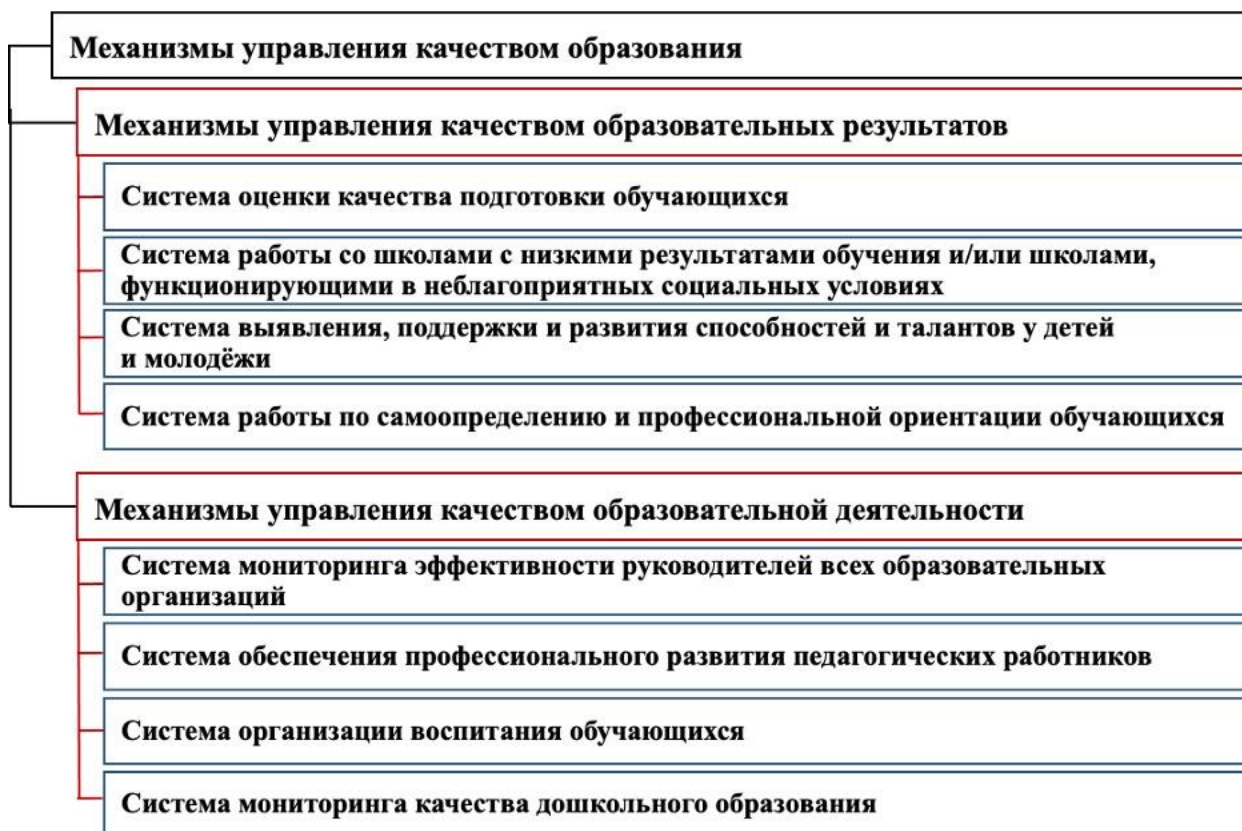 Механизмы управления качеством образования
Механизмы управления качеством образовательных результатов
Система оценки качества подготовки обучающихся
Система работы со школами с низкими результатами обучения и/или школами,
функционирующими в неблагоприятных социальных условиях
Система выявления, поддержки и развития способностей и талантов у детей
и молодёжи
Система работы по самоопределению и профессиональной ориентации обучающихся
Механизмы управления качеством образовательной деятельности
Система мониторинга эффективности руководителей всех образовательных
организаций
Система обеспечения профессионального развития педагогических работников
Система организации воспитания обучающихся
Система мониторинга качества дошкольного образования